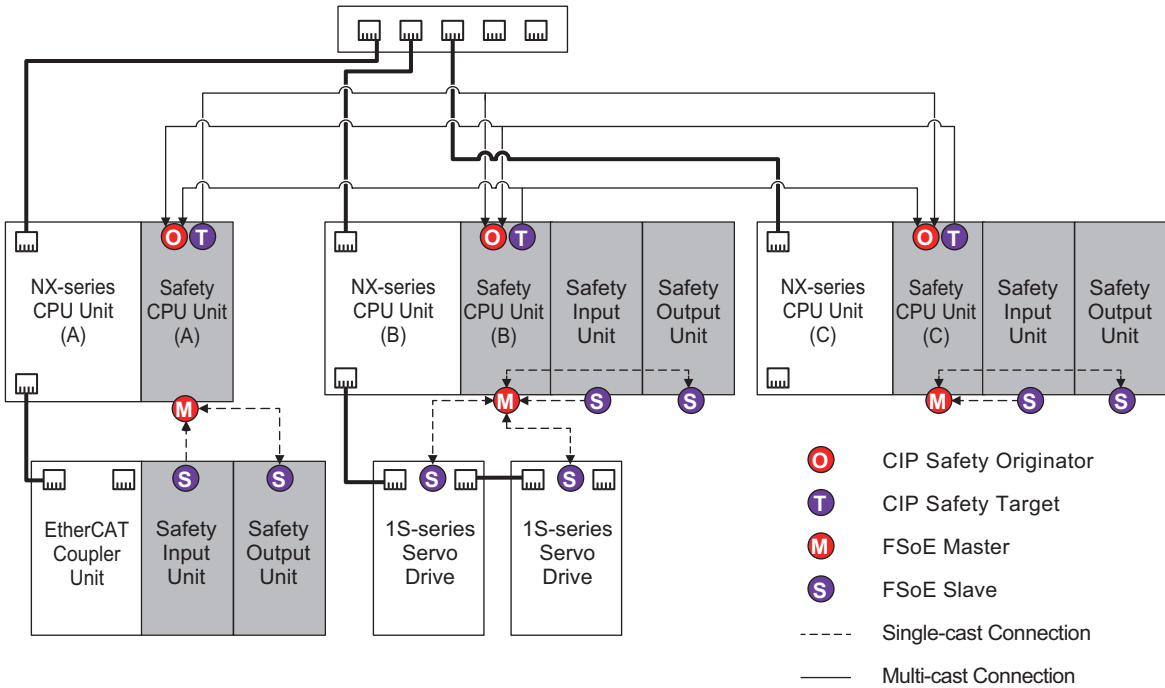 O T
O T
O T
NX-series
CPU Unit
(A)
Safety
CPU Unit
(A)
NX-series
CPU Unit
(B)
Safety
CPU Unit
(B)
Safety
Input
Unit
Safety
Output
Unit
NX-series
CPU Unit
(C)
Safety
CPU Unit
(C)
Safety
Input
Unit
Safety
Output
Unit
M
M
S
S
M
S
S
S
S
EtherCAT
Coupler
Unit
Safety
Input
Unit
Safety
Output
Unit
S
S
1S-series
Servo
Drive
1S-series
Servo
Drive
O CIP Safety Originator
T CIP Safety Target
M FSoE Master
S FSoE Slave
Single-cast Connection
Multi-cast Connection